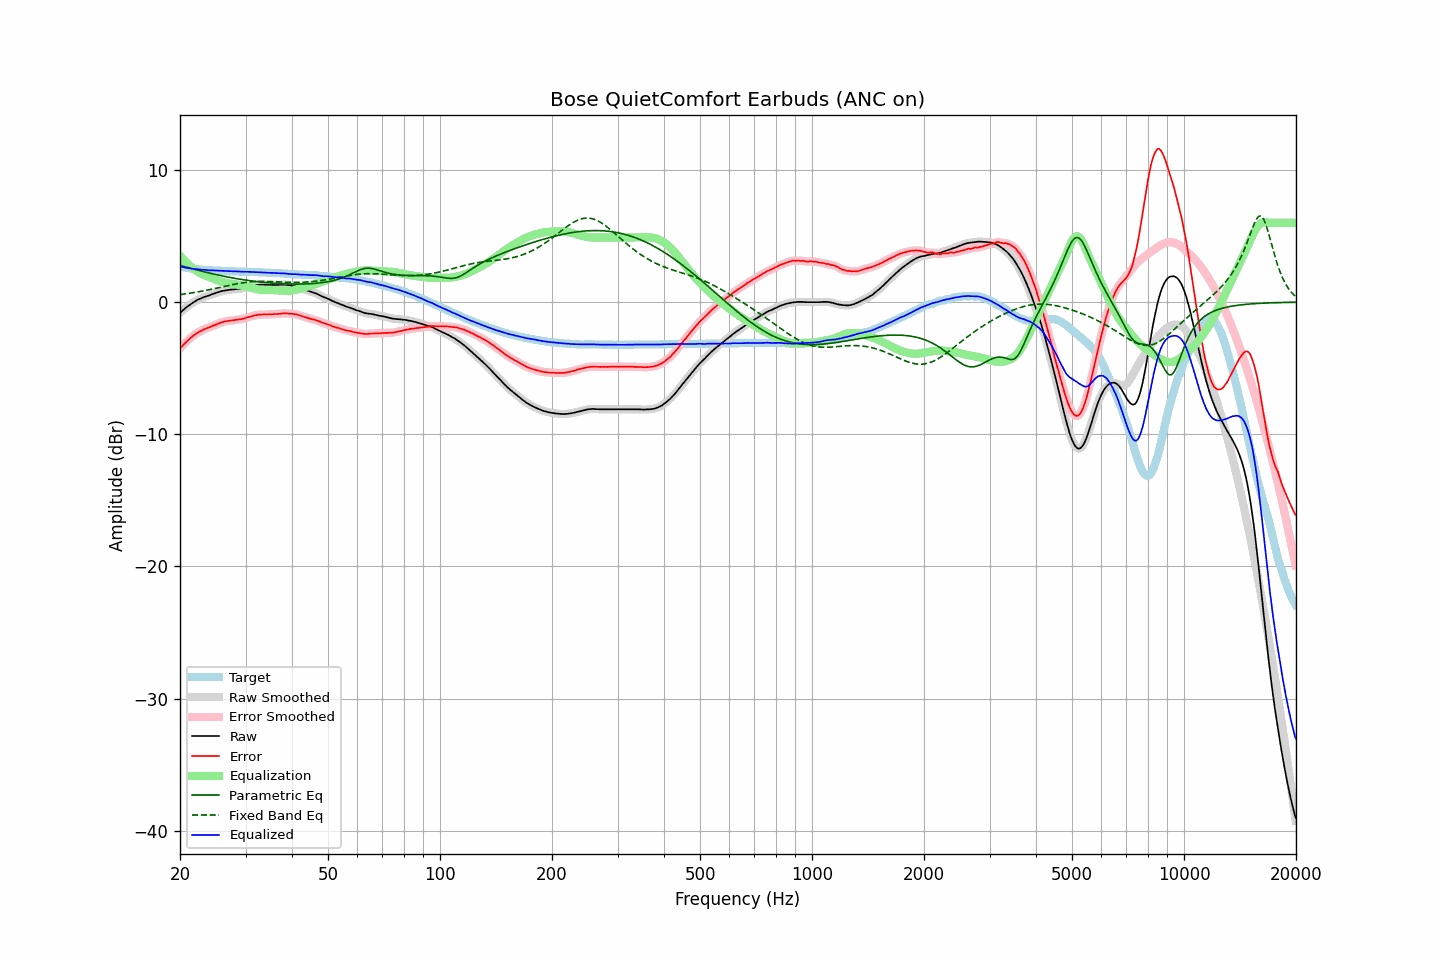 Bose QuietComfort Earbuds (ANC on)
10
0
−10
−20
−30
−40
Amplitude (dBr)
Target
Raw Smoothed
Error Smoothed
Raw
Error
Equalization
Parametric Eq
Fixed Band Eq
Equalized
20 50 100 200 500 1000 2000 5000 10000 20000
Frequency (Hz)